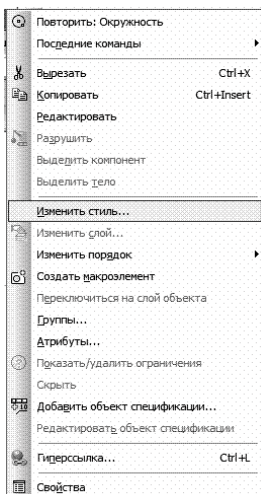 Повторить: Окружность
Последние команды
Вырезать Ctrl+X
Копировать Ctrl+Insert
Редактировать
Разрушить
Выделить компонент
Выделить тело
Изменить стиль...
Изменить слой...
Изменить порядок
Создать макроэлемент
Переключиться на слой объекта
Группы...
Атрибуты...
Показать/удалить ограничения
Скрыть
Добавить объект спецификации...
Редактировать объект спецификации
Гиперссылка... Ctrl+L
Свойства